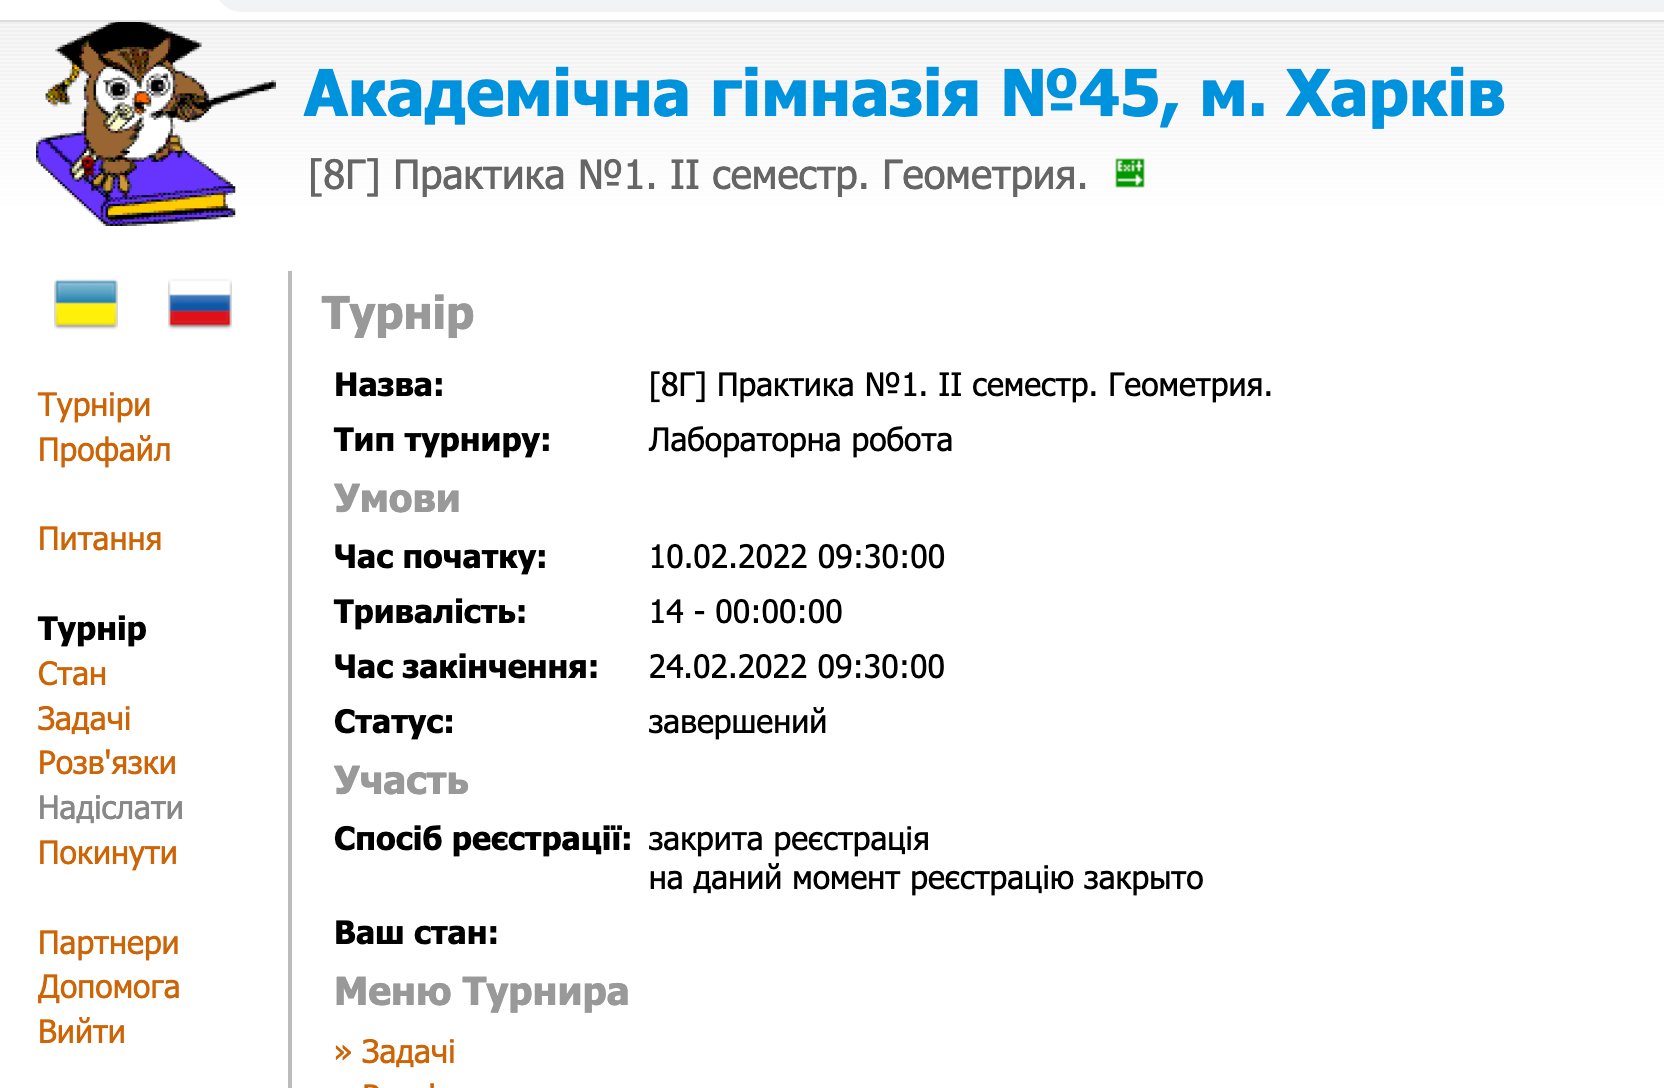 Академічна гімназія №45, м. Харків
[8Г] Практика №1. II семестр. Геометрия.
Exit
Турніри
Профайл
Питання
Турнір
Стан
Задачі
Розв'язки
Надіслати
Покинути
Партнери
Допомога
Вийти
Турнір
Назва: [8Г] Практика №1. II семестр. Геометрия.
Тип турниру: Лабораторна робота
Умови
Час початку: 10.02.2022 09:30:00
Тривалість: 14 - 00:00:00
Час закінчення: 24.02.2022 09:30:00
Статус: завершений
Участь
Спосіб реєстрації: закрита реєстрація
на даний момент реєстрацію закрыто
Ваш стан:
Меню Турнира
» Задачі